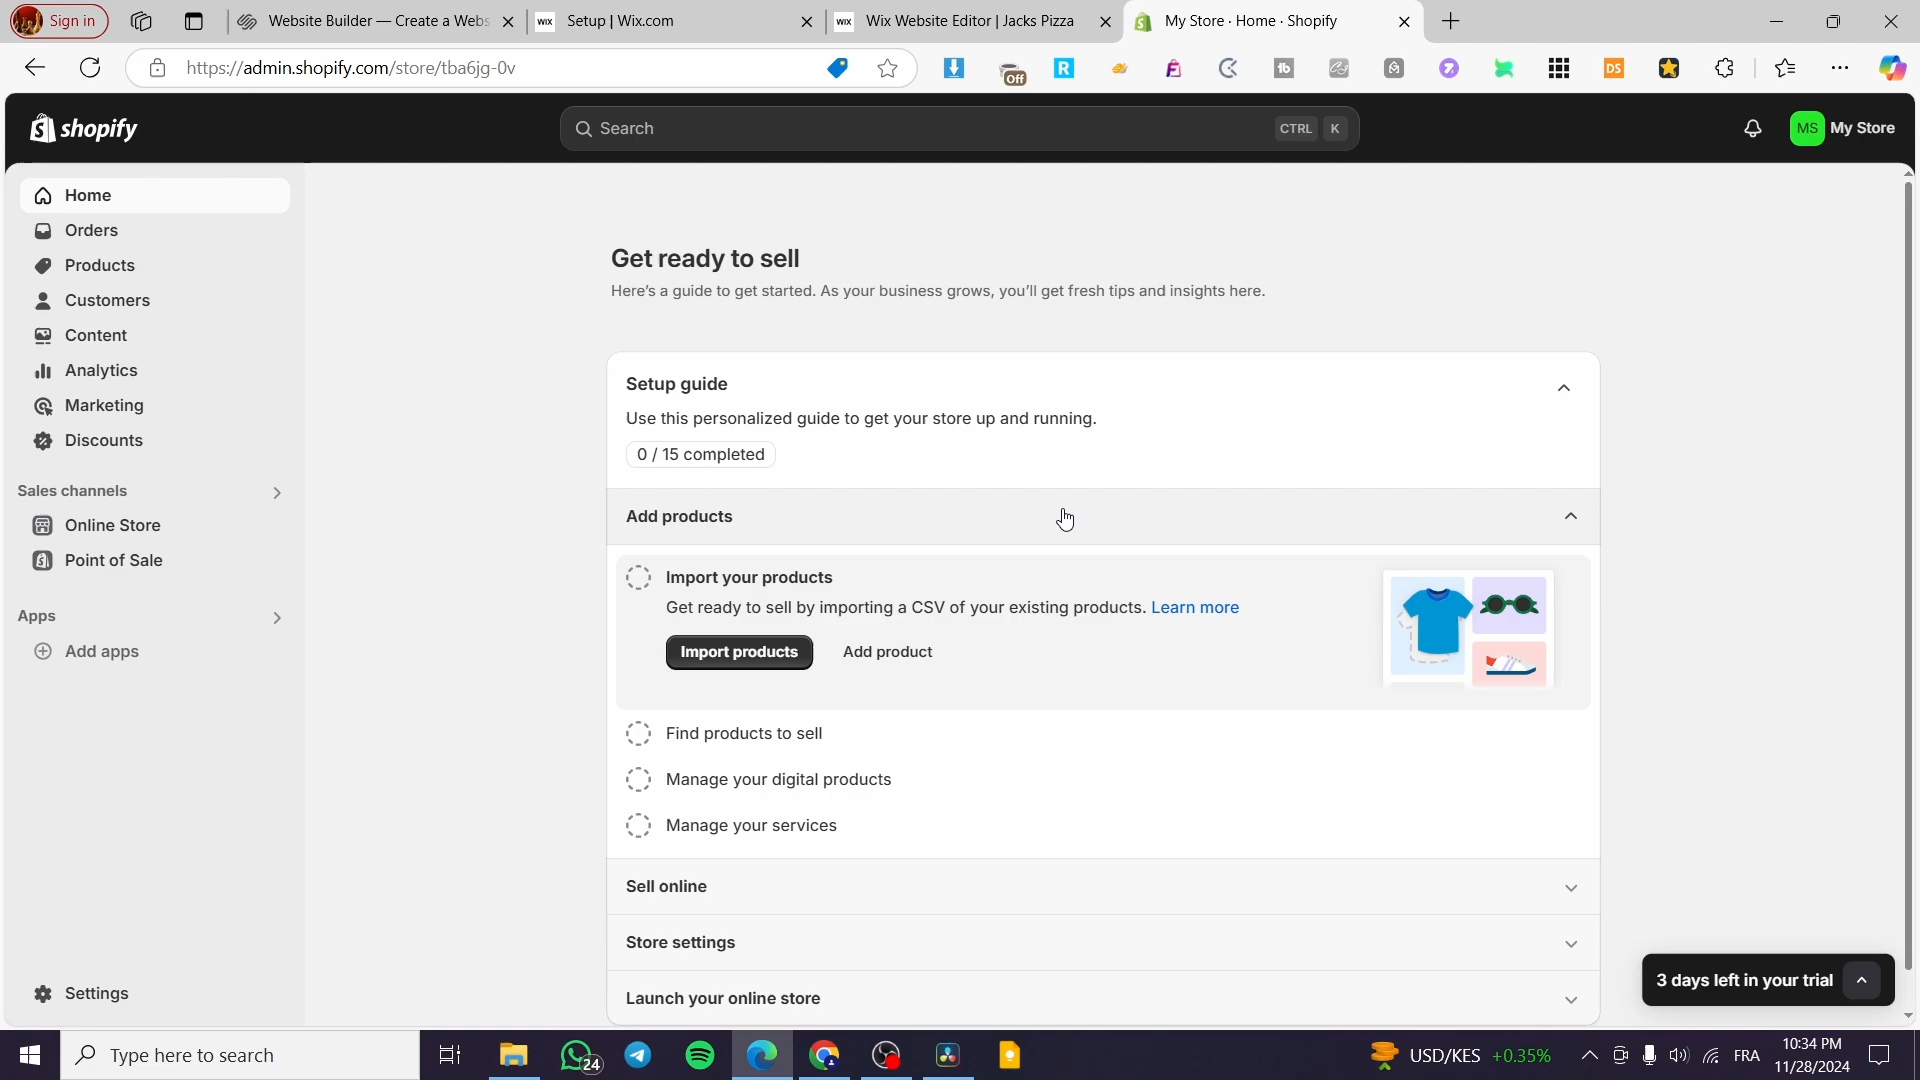 Sign in
Website Builder — Create a Webs
Setup | Wix.com
Wix Website Editor | Jacks Pizza
My Store · Home · Shopify
https://admin.shopify.com/store/tba6jg-0v
Off
shopify
Search
CTRL K
MS My Store
Home
Orders
Products
Customers
Content
Analytics
Marketing
Discounts
Sales channels
Online Store
Point of Sale
Apps
Add apps
Settings
Get ready to sell
Here's a guide to get started. As your business grows, you'll get fresh tips and insights here.
Setup guide
Use this personalized guide to get your store up and running.
0 / 15 completed
Add products
Import your products
Get ready to sell by importing a CSV of your existing products. Learn more
Import products Add product
Find products to sell
Manage your digital products
Manage your services
Sell online
Store settings
Launch your online store
3 days left in your trial
Type here to search
24
USD/KES +0.35%
FRA
10:34 PM
11/28/2024